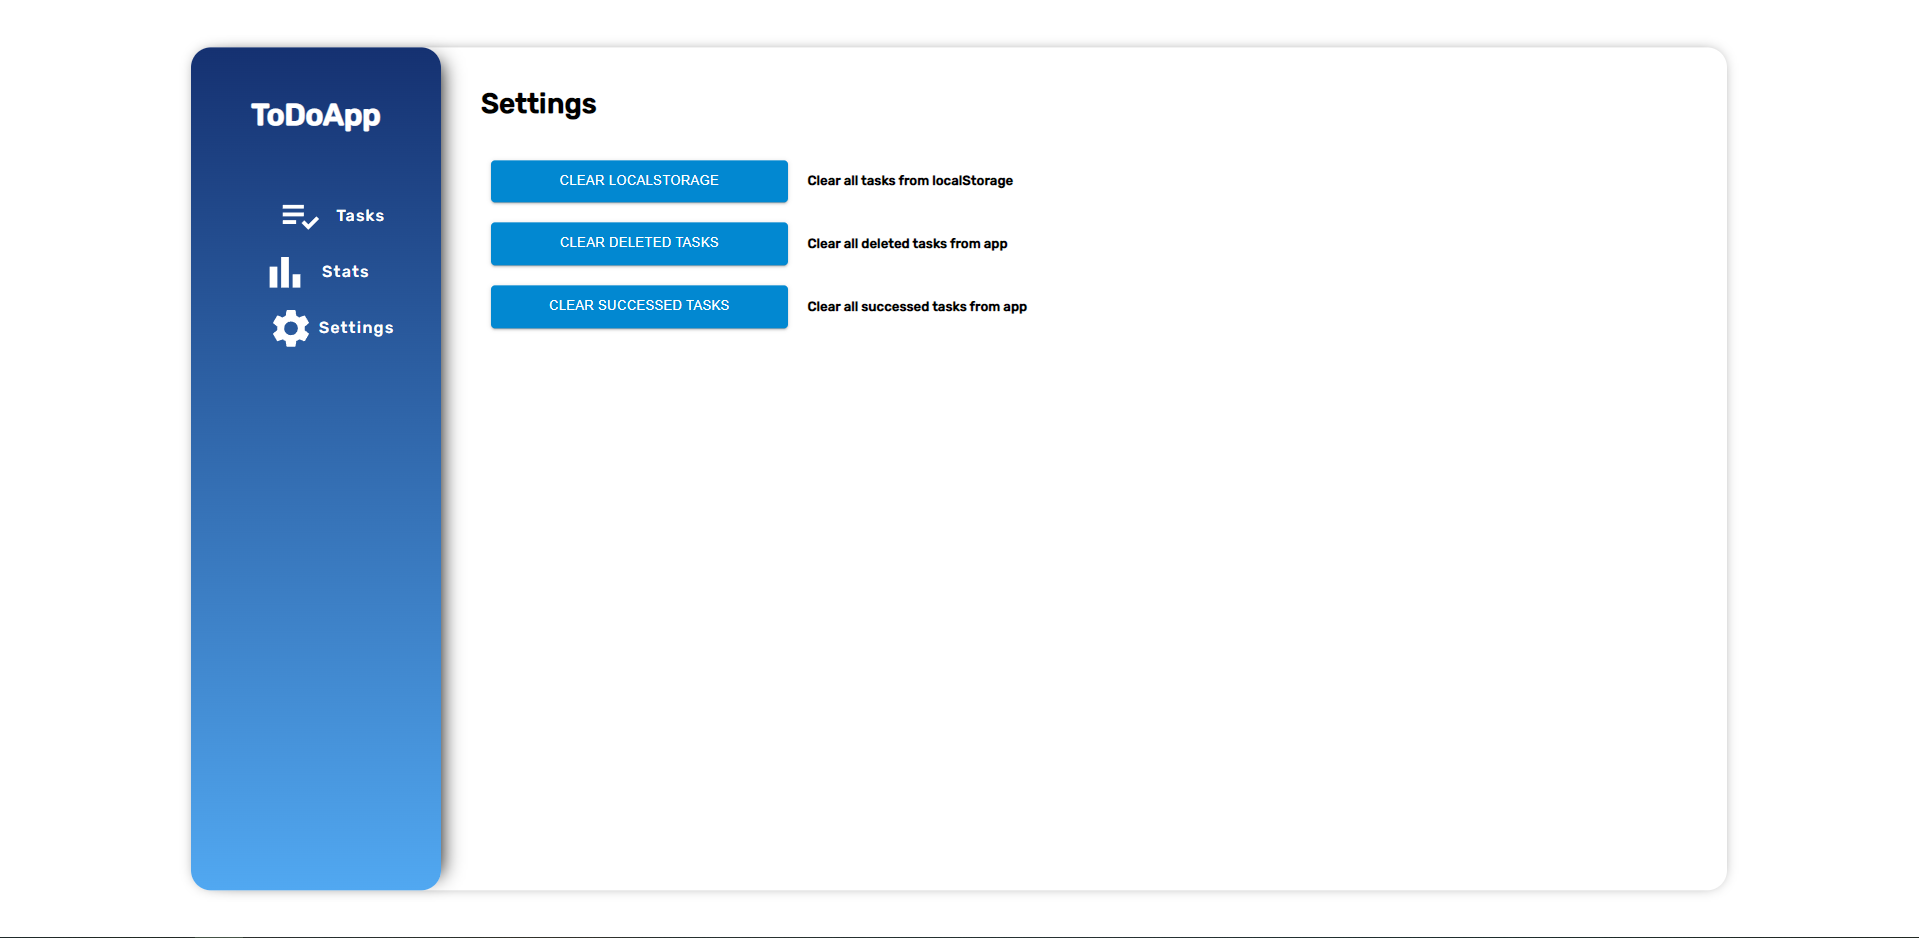 ToDoApp
Tasks
Stats
Settings
Settings
CLEAR LOCALSTORAGE
Clear all tasks from localStorage
CLEAR DELETED TASKS
Clear all deleted tasks from app
CLEAR SUCCESSED TASKS
Clear all successed tasks from app